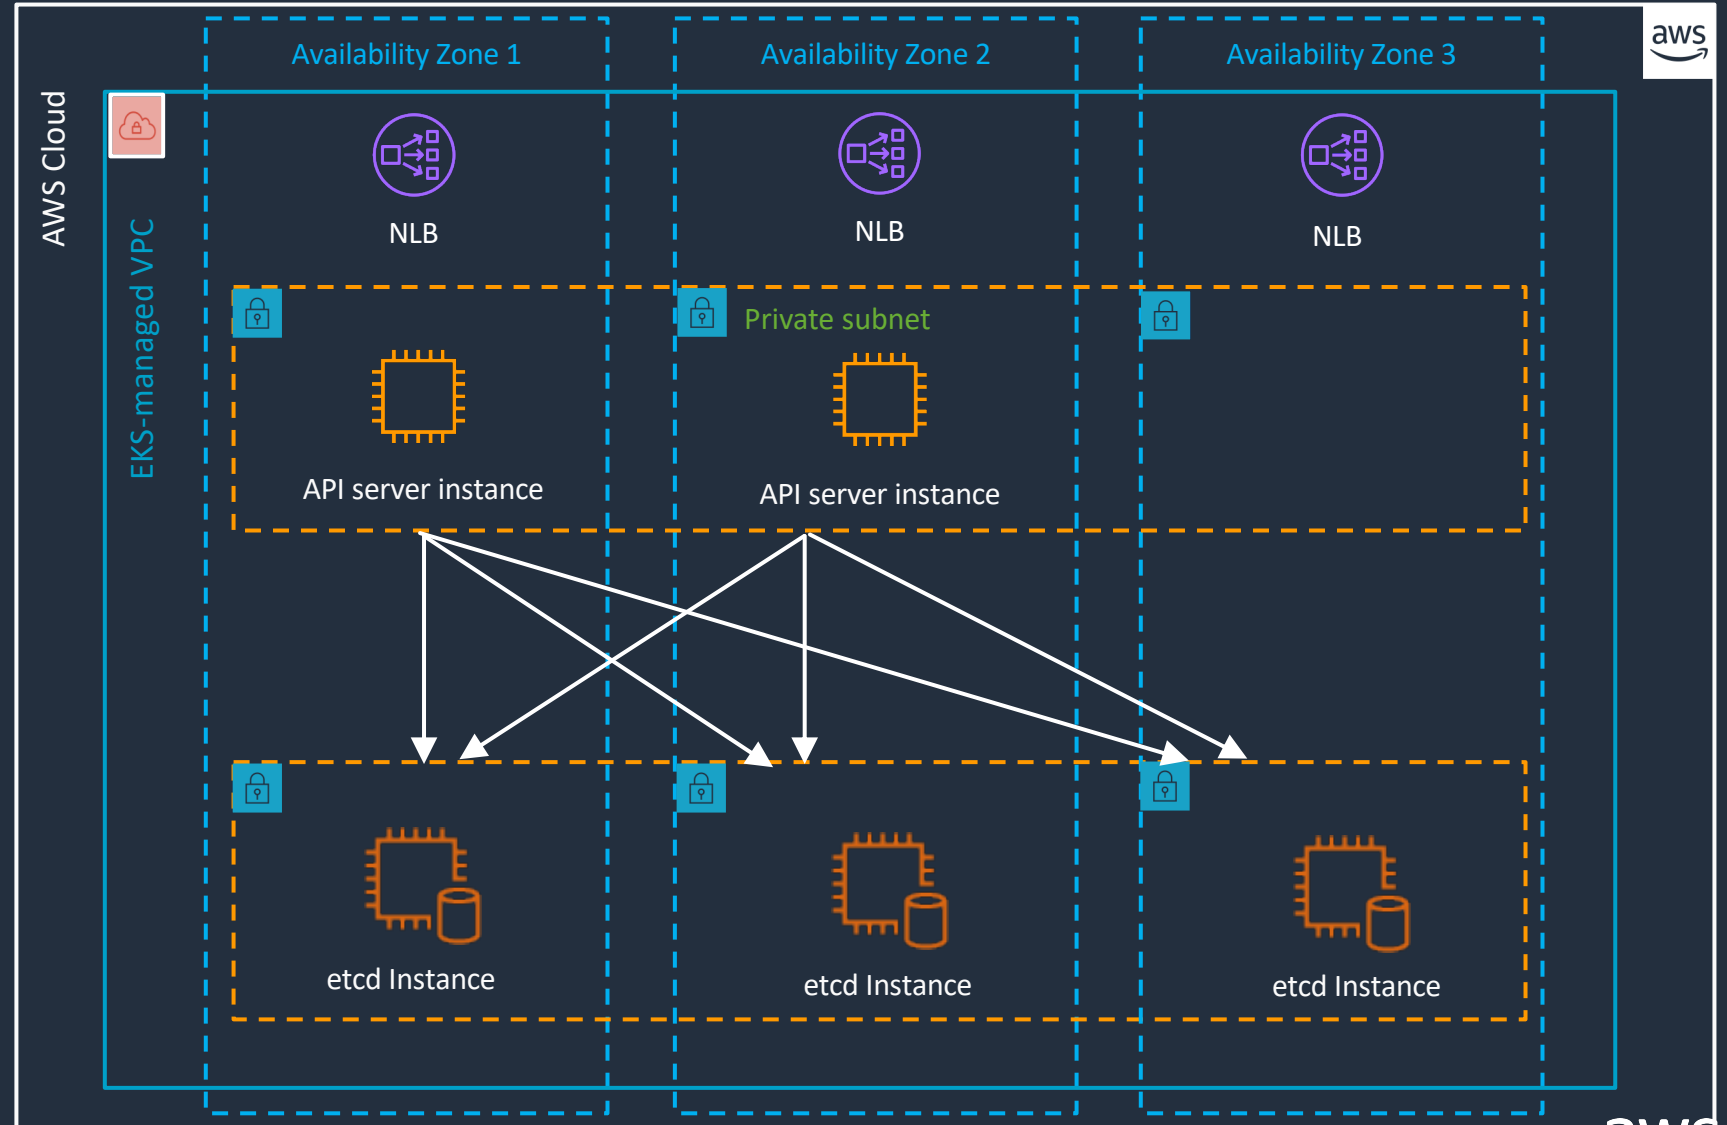 Availability Zone 1
Availability Zone 2
Availability Zone 3
aws
AWS Cloud
EKS-managed VPC
NLB
NLB
NLB
Private subnet
API server instance
API server instance
etcd Instance
etcd Instance
etcd Instance
aws